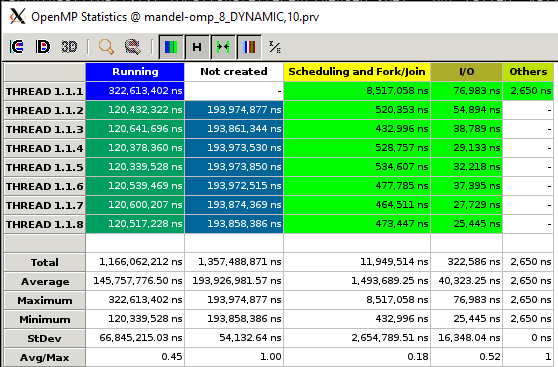 OpenMP Statistics @ mandel-omp_8_DYNAMIC,10.prv
IC ID 3D H I/E
Running Not created Scheduling and Fork/Join I/O Others
THREAD 1.1.1 322,613,402 ns - 8,517,058 ns 76,983 ns 2,650 ns
THREAD 1.1.2 120,432,322 ns 193,974,877 ns 520,353 ns 54,894 ns -
THREAD 1.1.3 120,641,696 ns 193,861,344 ns 432,996 ns 38,789 ns -
THREAD 1.1.4 120,378,360 ns 193,973,530 ns 528,757 ns 29,133 ns -
THREAD 1.1.5 120,339,528 ns 193,973,850 ns 534,607 ns 32,218 ns -
THREAD 1.1.6 120,539,469 ns 193,972,515 ns 477,785 ns 37,395 ns -
THREAD 1.1.7 120,600,207 ns 193,874,369 ns 464,511 ns 27,729 ns -
THREAD 1.1.8 120,517,228 ns 193,858,386 ns 473,447 ns 25,445 ns -
Total 1,166,062,212 ns 1,357,488,871 ns 11,949,514 ns 322,586 ns 2,650 ns
Average 145,757,776.50 ns 193,926,981.57 ns 1,493,689.25 ns 40,323.25 ns 2,650 ns
Maximum 322,613,402 ns 193,974,877 ns 8,517,058 ns 76,983 ns 2,650 ns
Minimum 120,339,528 ns 193,858,386 ns 432,996 ns 25,445 ns 2,650 ns
StDev 66,845,215.03 ns 54,132.64 ns 2,654,789.51 ns 16,348.04 ns 0 ns
Avg/Max 0.45 1.00 0.18 0.52 1